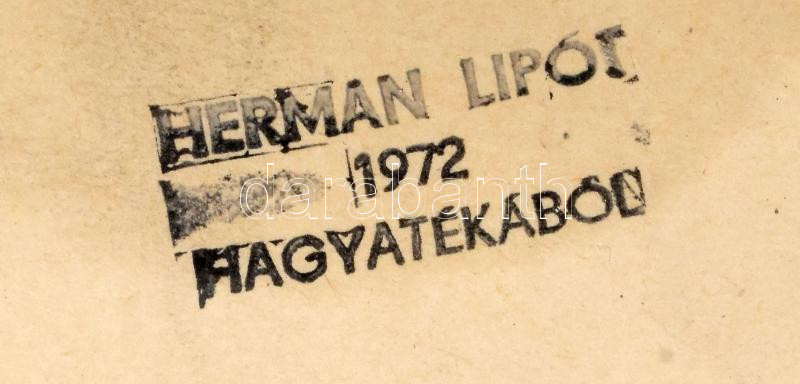 HERMAN LIPÓT
1972
darabanth
HAGYATÉKÁBÓL